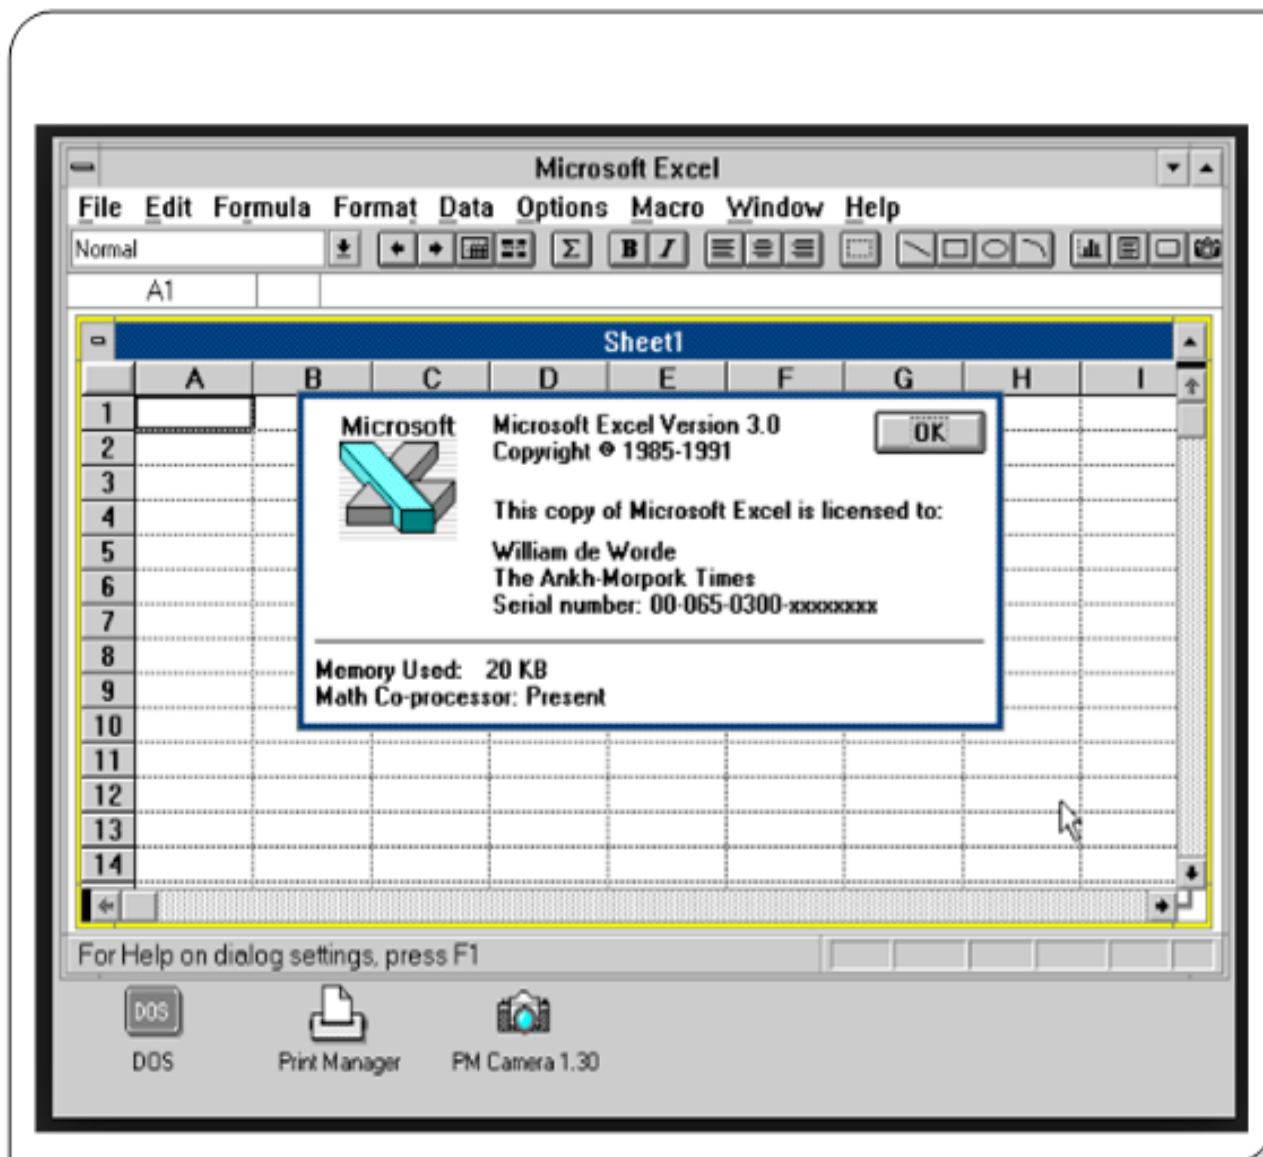 Microsoft Excel
File Edit Formula Format Data Options Macro Window Help
Normal Σ B I
A1
Sheet1
A B C D E F G H I
1
2
3
4
5
6
7
8
9
10
11
12
13
14
Microsoft
Microsoft Excel Version 3.0
Copyright © 1985-1991
OK
This copy of Microsoft Excel is licensed to:
William de Worde
The Ankh-Morpork Times
Serial number: 00-065-0300-xxxxxxxx
Memory Used: 20 KB
Math Co-processor: Present
For Help on dialog settings, press F1
DOS
DOS Print Manager PM Camera 1.30